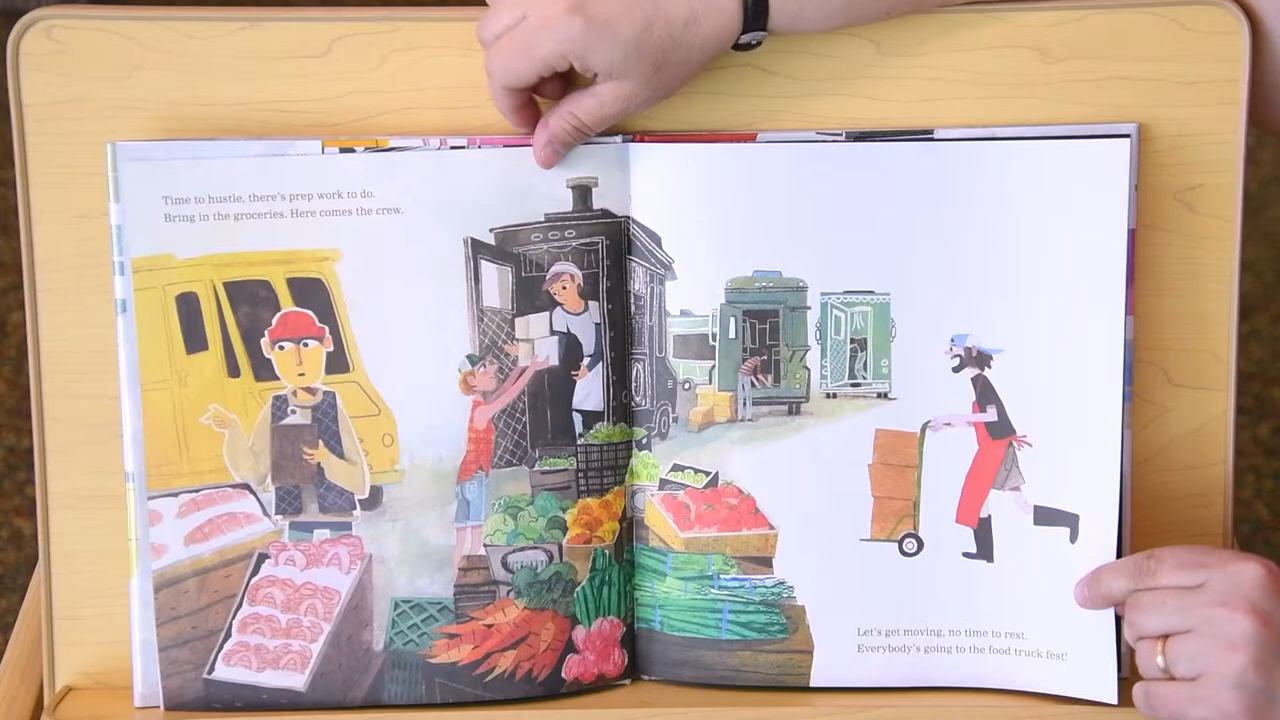 Time to hustle, there's prep work to do.
Bring in the groceries. Here comes the crew.
Let's get moving, no time to rest.
Everybody's going to the food truck fest!